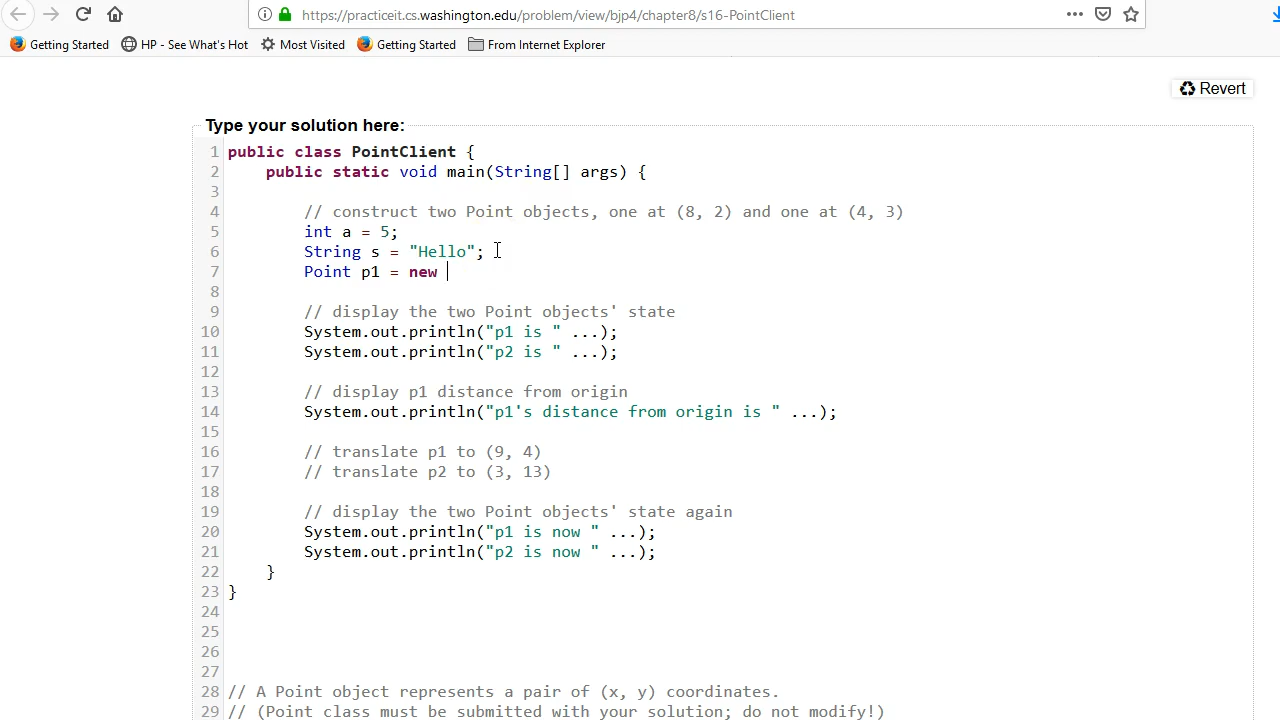 https://practiceit.cs.washington.edu/problem/view/bjp4/chapter8/s16-PointClient
Getting Started HP - See What's Hot Most Visited Getting Started From Internet Explorer
Revert
Type your solution here:
1 public class PointClient {
2 public static void main(String[] args) {
3
4 // construct two Point objects, one at (8, 2) and one at (4, 3)
5 int a = 5;
6 String s = "Hello";
7 Point p1 = new
8
9 // display the two Point objects' state
10 System.out.println("p1 is " ...);
11 System.out.println("p2 is " ...);
12
13 // display p1 distance from origin
14 System.out.println("p1's distance from origin is " ...);
15
16 // translate p1 to (9, 4)
17 // translate p2 to (3, 13)
18
19 // display the two Point objects' state again
20 System.out.println("p1 is now " ...);
21 System.out.println("p2 is now " ...);
22 }
23 }
24
25
26
27
28 // A Point object represents a pair of (x, y) coordinates.
29 // (Point class must be submitted with your solution; do not modify!)